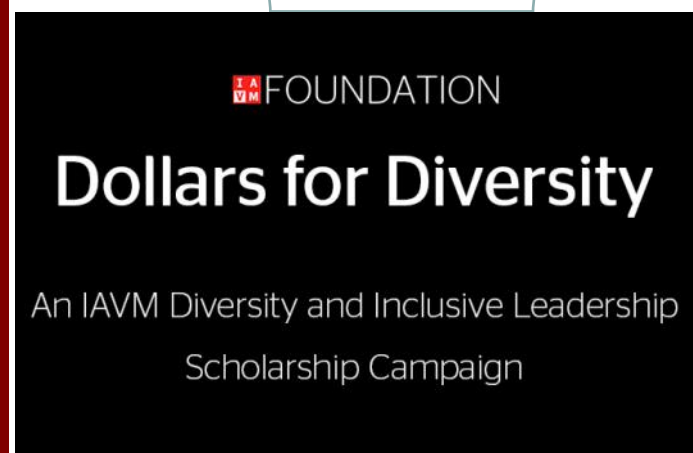 IAVM FOUNDATION
Dollars for Diversity
An IAVM Diversity and Inclusive Leadership
Scholarship Campaign